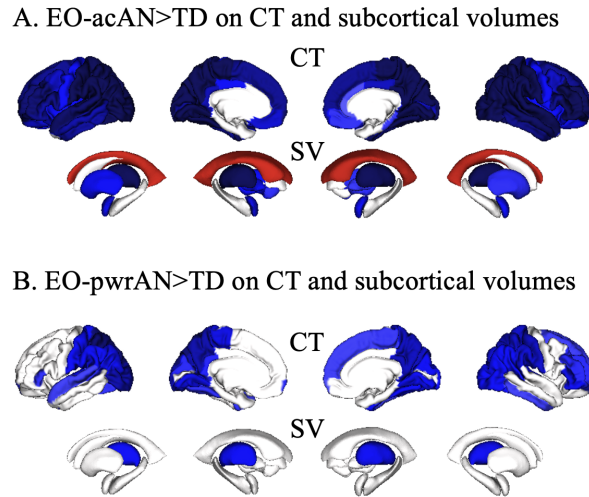 A. EO-acAN>TD on CT and subcortical volumes
CT
SV
B. EO-pwrAN>TD on CT and subcortical volumes
CT
SV